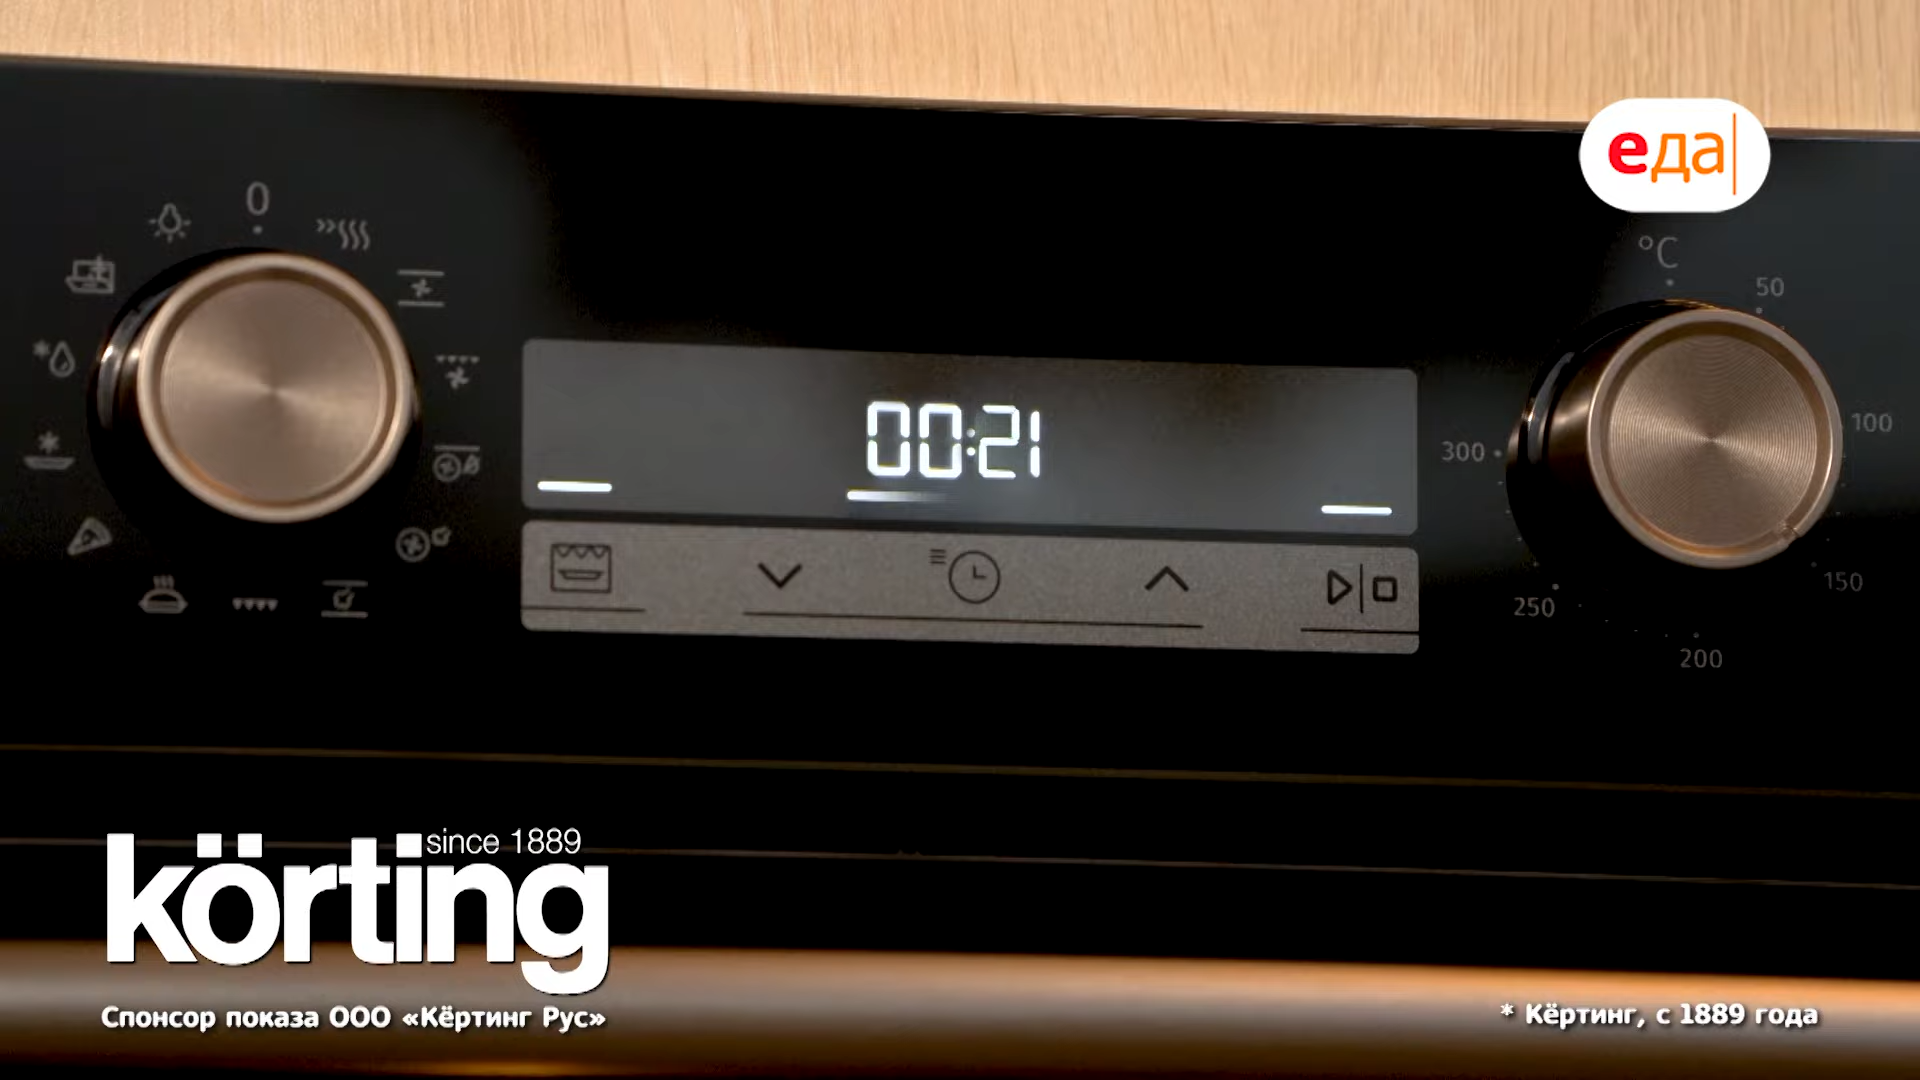 еда
0
°C
50
100
150
200
250
300
00:21
since 1889
körting
Спонсор показа ООО «Кёртинг Рус»
* Кёртинг, с 1889 года